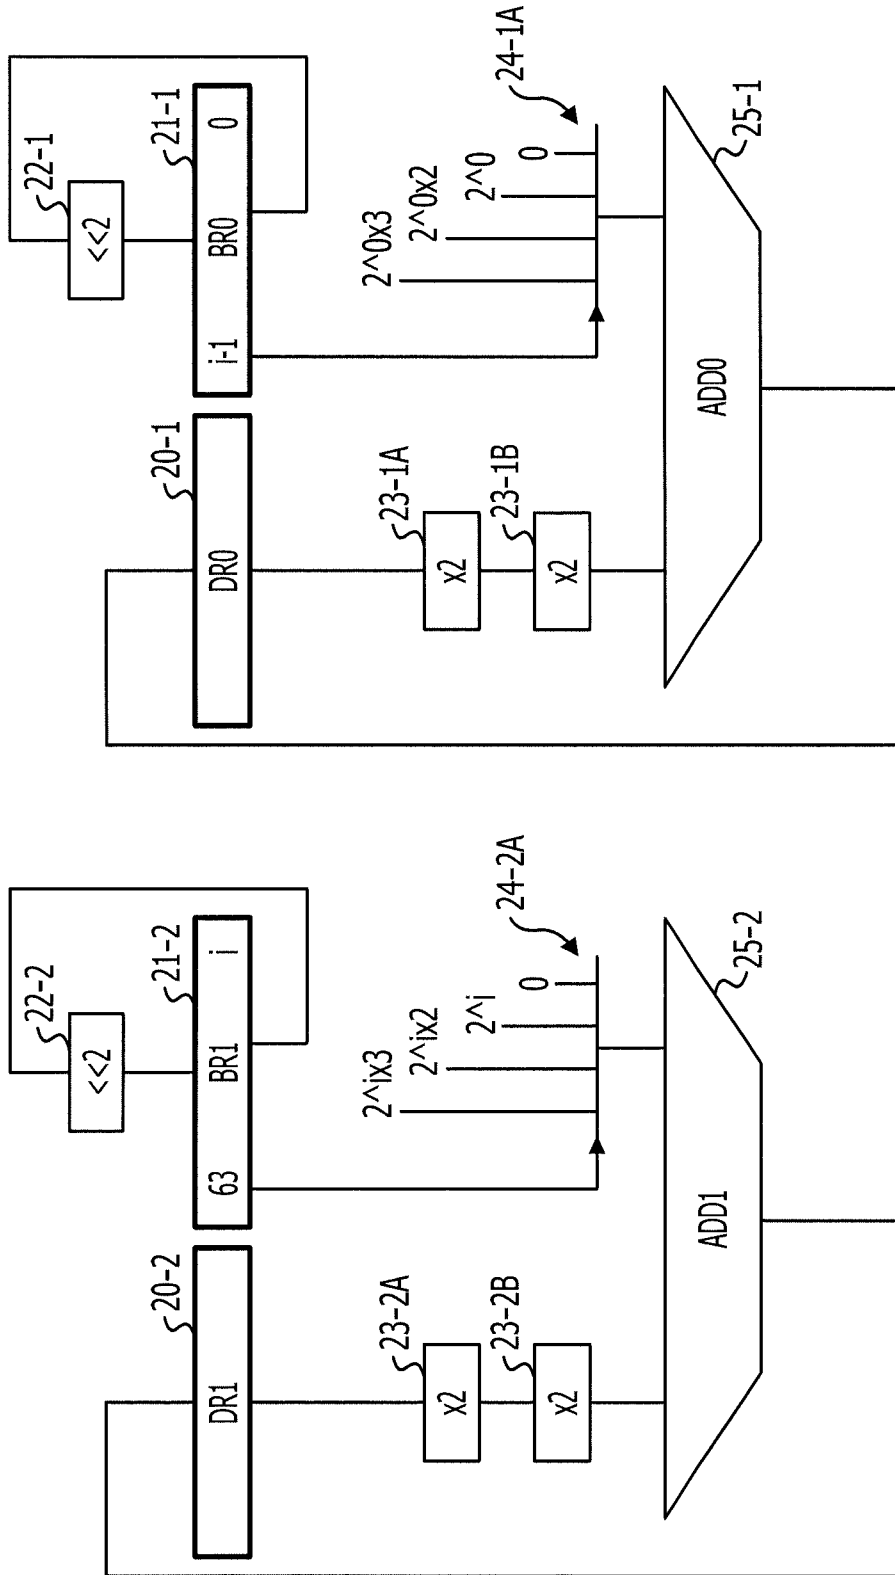 22-2
<<2
21-2
63 BR1 i
20-2
DR1
24-2A
2^ix3
2^ix2
2^i
0
23-2A
x2
23-2B
x2
25-2
ADD1
22-1
<<2
21-1
i-1 BR0 0
20-1
DR0
24-1A
2^0x3
2^0x2
2^0
0
23-1A
x2
23-1B
x2
25-1
ADD0